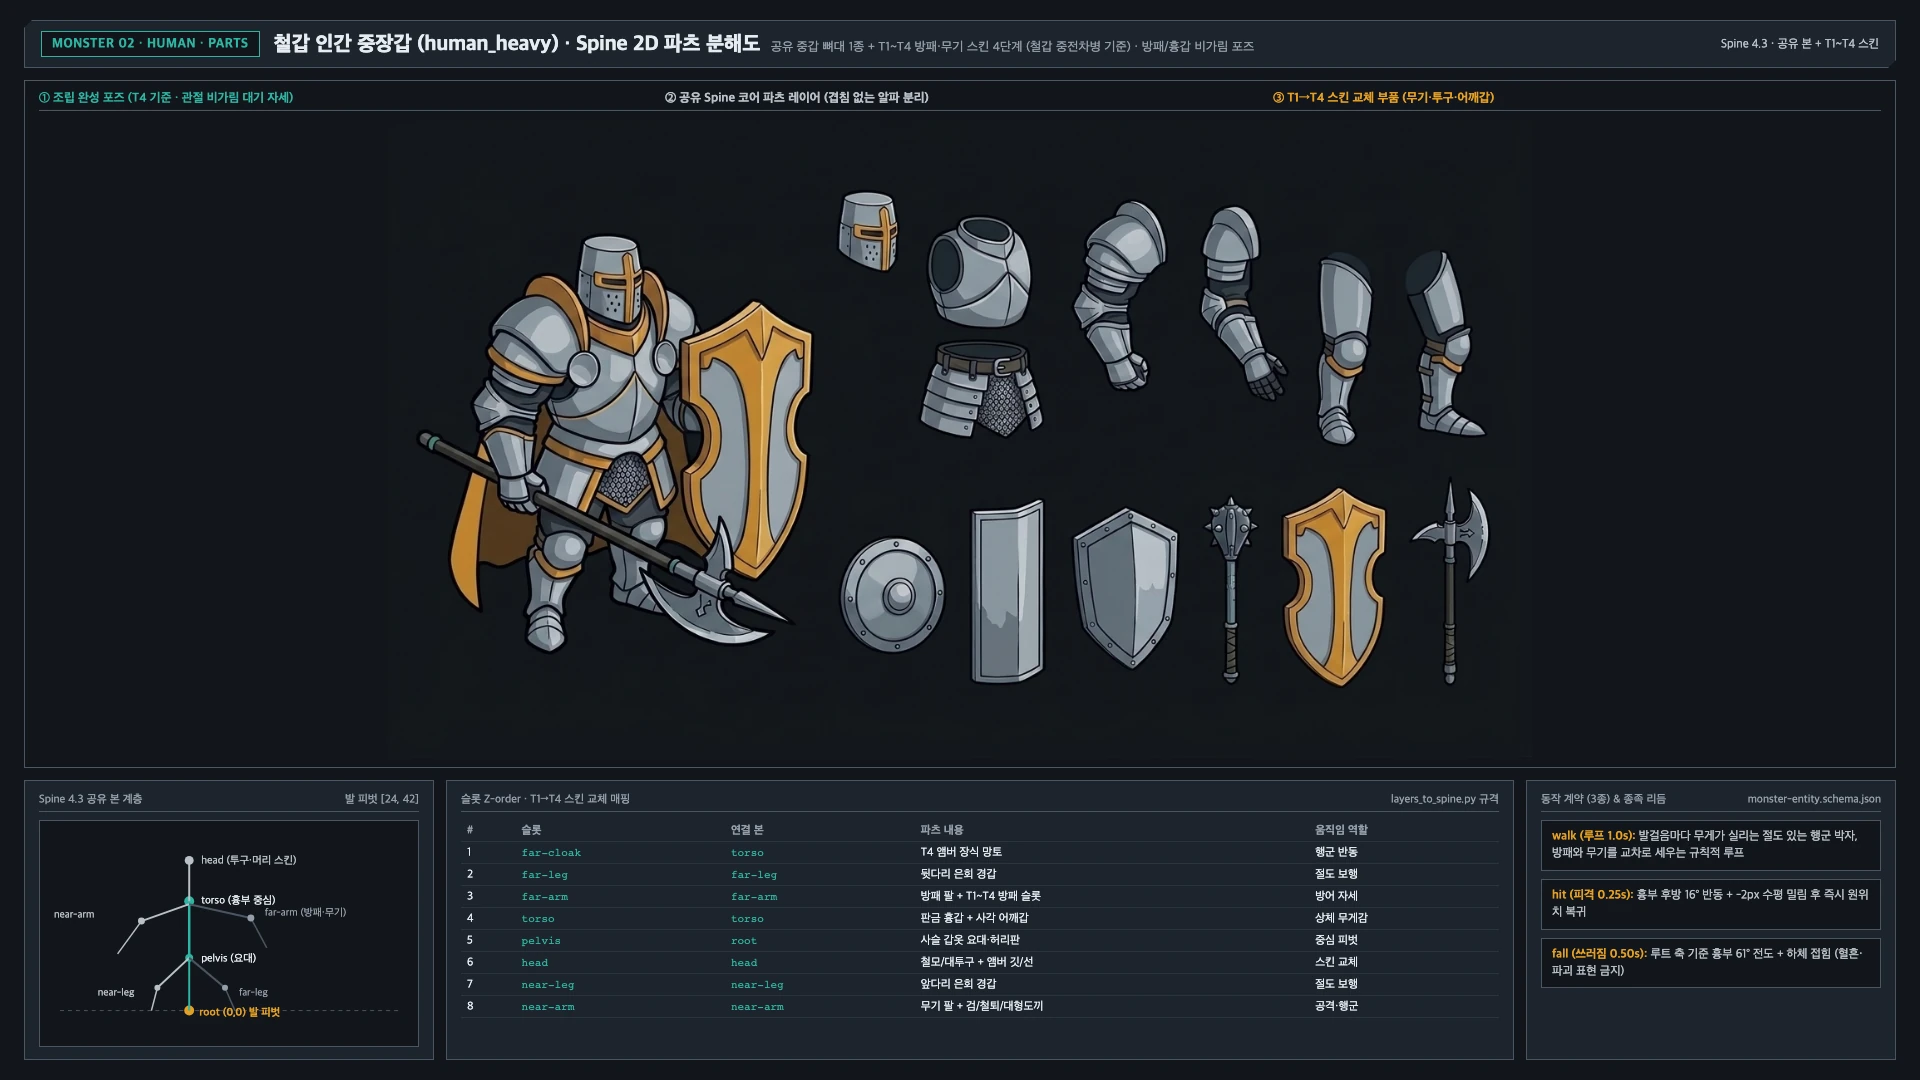 MONSTER 02 · HUMAN · PARTS
철갑 인간 중장갑 (human_heavy) · Spine 2D 파츠 분해도
공유 중갑 뼈대 1종 + T1~T4 방패·무기 스킨 4단계 (철갑 중전차병 기준) · 방패/흉갑 비가림 포즈
Spine 4.3 · 공유 본 + T1~T4 스킨
① 조립 완성 포즈 (T4 기준 · 관절 비가림 대기 자세)
② 공유 Spine 코어 파츠 레이어 (겹침 없는 알파 분리)
③ T1→T4 스킨 교체 부품 (무기·투구·어깨갑)
Spine 4.3 공유 본 계층
발 피벗 [24, 42]
head (투구·머리 스킨)
torso (흉부 중심)
near-arm
far-arm (방패·무기)
pelvis (요대)
near-leg
far-leg
root (0,0) 발 피벗
슬롯 Z-order · T1→T4 스킨 교체 매핑
layers_to_spine.py 규격
# 슬롯 연결 본 파츠 내용 움직임 역할
1 far-cloak torso T4 앰버 장식 망토 행군 반동
2 far-leg far-leg 뒷다리 은회 경갑 절도 보행
3 far-arm far-arm 방패 팔 + T1~T4 방패 슬롯 방어 자세
4 torso torso 판금 흉갑 + 사각 어깨갑 상체 무게감
5 pelvis root 사슬 갑옷 요대·허리판 중심 피벗
6 head head 철모/대투구 + 앰버 깃/선 스킨 교체
7 near-leg near-leg 앞다리 은회 경갑 절도 보행
8 near-arm near-arm 무기 팔 + 검/철퇴/대형도끼 공격·행군
동작 계약 (3종) & 종족 리듬
monster-entity.schema.json
walk (루프 1.0s): 발걸음마다 무게가 실리는 절도 있는 행군 박자,
방패와 무기를 교차로 세우는 규칙적 루프
hit (피격 0.25s): 흉부 후방 16° 반동 + -2px 수평 밀림 후 즉시 원위
치 복귀
fall (쓰러짐 0.50s): 루트 축 기준 흉부 61° 전도 + 하체 접힘 (혈흔·
파괴 표현 금지)